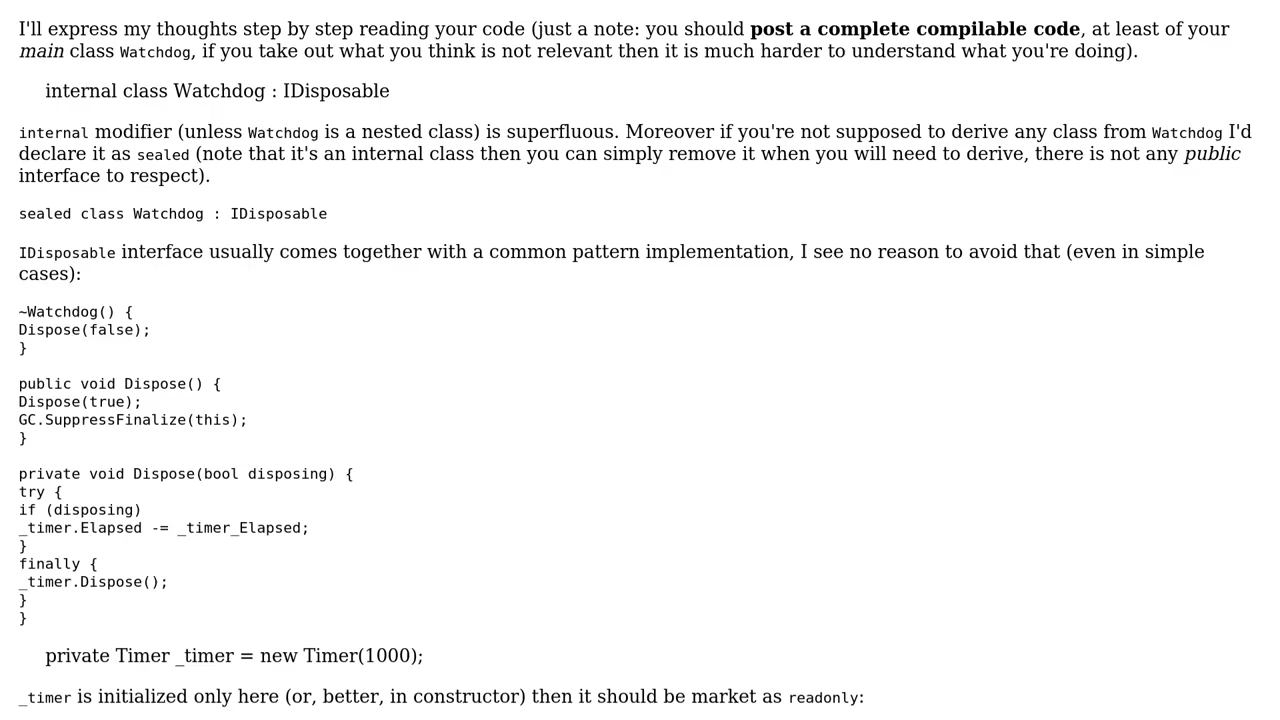 I'll express my thoughts step by step reading your code (just a note: you should post a complete compilable code, at least of your
main class Watchdog, if you take out what you think is not relevant then it is much harder to understand what you're doing).
internal class Watchdog : IDisposable
internal modifier (unless Watchdog is a nested class) is superfluous. Moreover if you're not supposed to derive any class from Watchdog I'd
declare it as sealed (note that it's an internal class then you can simply remove it when you will need to derive, there is not any public
interface to respect).
sealed class Watchdog : IDisposable
IDisposable interface usually comes together with a common pattern implementation, I see no reason to avoid that (even in simple
cases):
~Watchdog() {
Dispose(false);
}
public void Dispose() {
Dispose(true);
GC.SuppressFinalize(this);
}
private void Dispose(bool disposing) {
try {
if (disposing)
_timer.Elapsed -= _timer_Elapsed;
}
finally {
_timer.Dispose();
}
}
private Timer _timer = new Timer(1000);
_timer is initialized only here (or, better, in constructor) then it should be market as readonly: